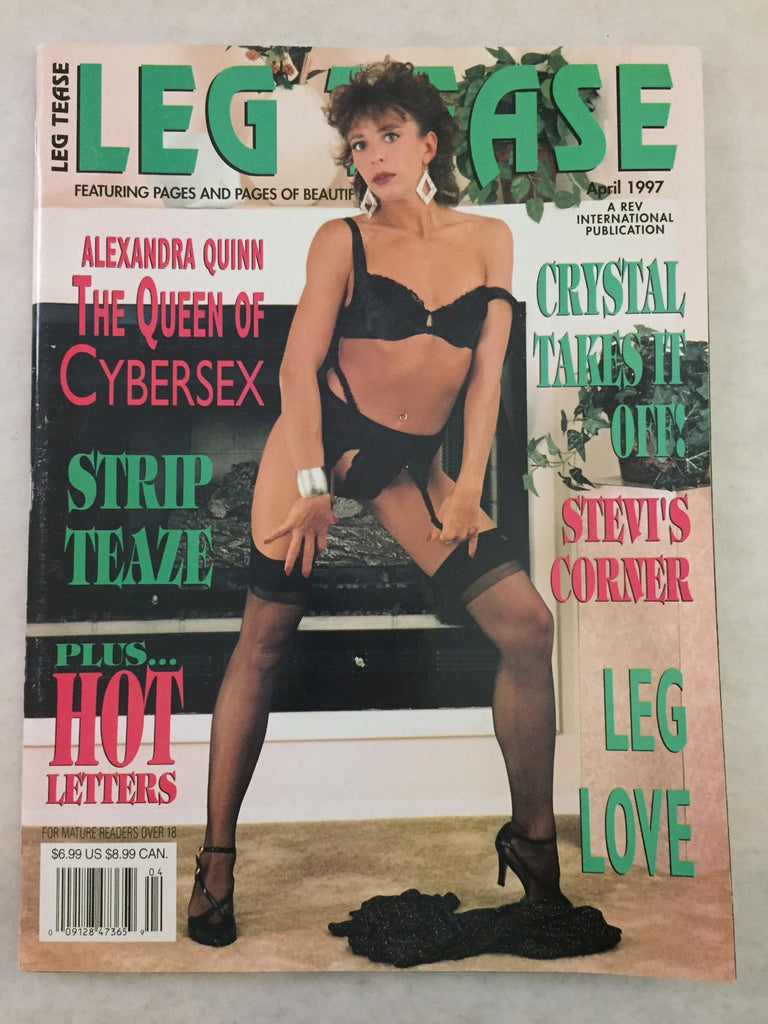 LEG TEASE
LEG TEASE
FEATURING PAGES AND PAGES OF
April 1997
A REV
INTERNATIONAL
PUBLICATION
ALEXANDRA QUINN
THE QUEEN OF
CYBERSEX
CRYSTAL
TAKES IT
OFF!
STRIP
TEAZE
STEVI'S
CORNER
PLUS...
HOT
LETTERS
LEG
LOVE
FOR MATURE READERS OVER 18
$6.99 US $8.99 CAN.
04
0 09128 47365 9